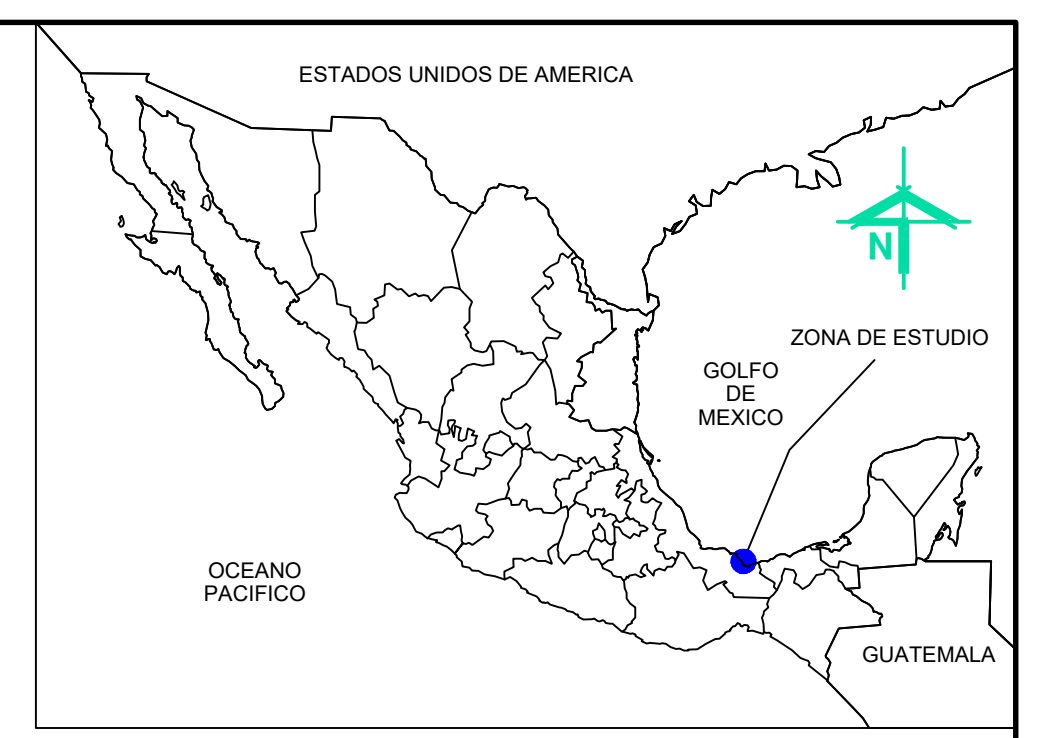 ESTADOS UNIDOS DE AMERICA
N
ZONA DE ESTUDIO
GOLFO
DE
MEXICO
OCEANO
PACIFICO
GUATEMALA